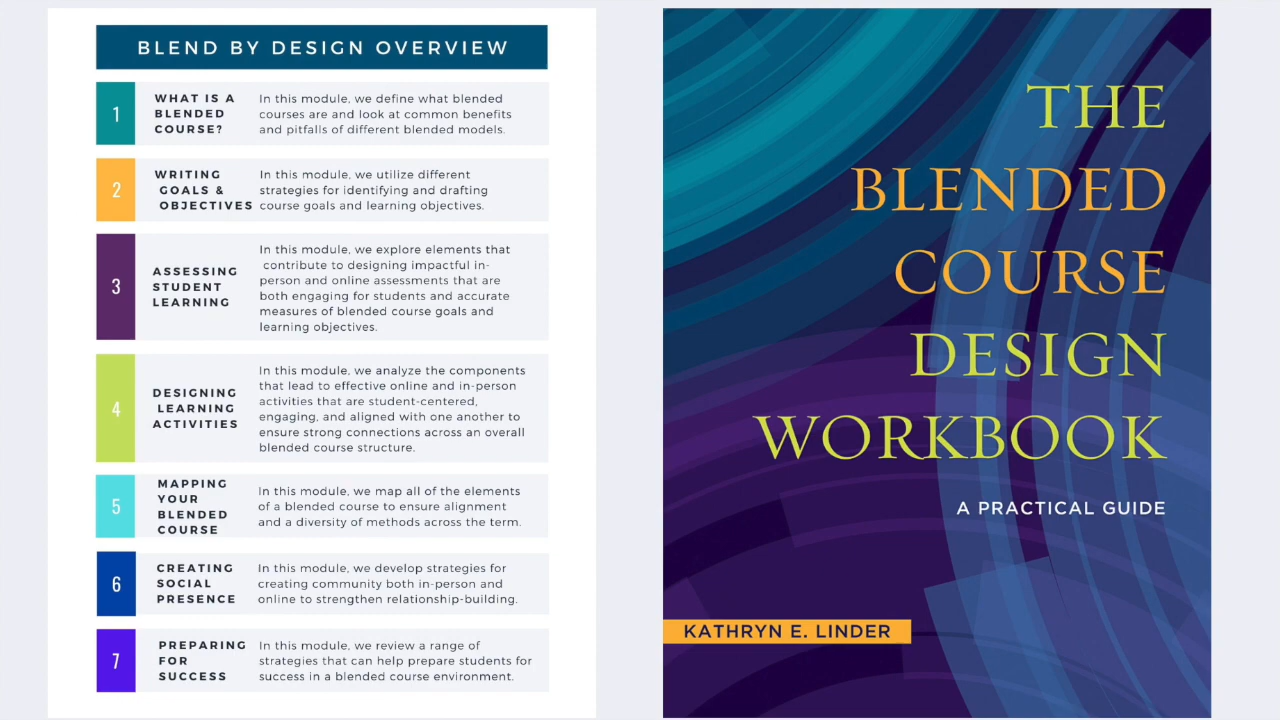 BLEND BY DESIGN OVERVIEW
1
WHAT IS A
BLENDED
COURSE?
In this module, we define what blended
courses are and look at common benefits
and pitfalls of different blended models.
2
WRITING
GOALS &
OBJECTIVES
In this module, we utilize different
strategies for identifying and drafting
course goals and learning objectives.
3
ASSESSING
STUDENT
LEARNING
In this module, we explore elements that
contribute to designing impactful in-
person and online assessments that are
both engaging for students and accurate
measures of blended course goals and
learning objectives.
4
DESIGNING
LEARNING
ACTIVITIES
In this module, we analyze the components
that lead to effective online and in-person
activities that are student-centered,
engaging, and aligned with one another to
ensure strong connections across an overall
blended course structure.
5
MAPPING
YOUR
BLENDED
COURSE
In this module, we map all of the elements
of a blended course to ensure alignment
and a diversity of methods across the term.
6
CREATING
SOCIAL
PRESENCE
In this module, we develop strategies for
creating community both in-person and
online to strengthen relationship-building.
7
PREPARING
FOR
SUCCESS
In this module, we review a range of
strategies that can help prepare students for
success in a blended course environment.
THE
BLENDED
COURSE
DESIGN
WORKBOOK
A PRACTICAL GUIDE
KATHRYN E. LINDER